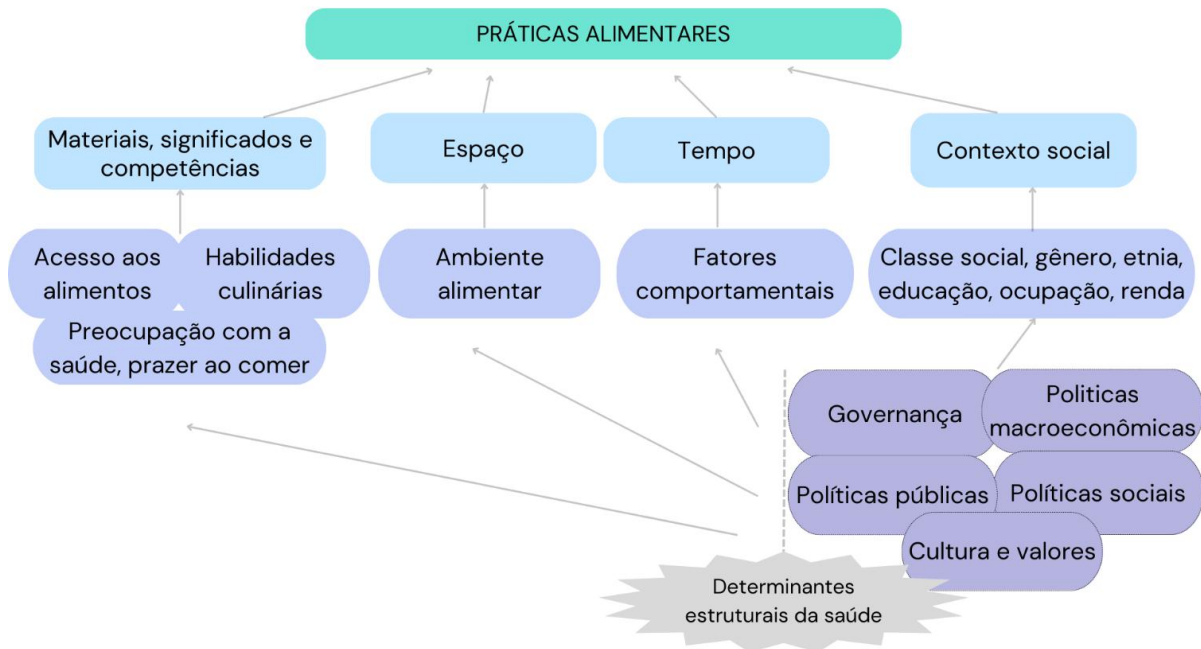 PRÁTICAS ALIMENTARES
Materiais, significados e
competências
Espaço
Tempo
Contexto social
Acesso aos
alimentos
Habilidades
culinárias
Preocupação com a
saúde, prazer ao comer
Ambiente
alimentar
Fatores
comportamentais
Classe social, gênero, etnia,
educação, ocupação, renda
Governança
Politicas
macroeconômicas
Políticas públicas
Políticas sociais
Cultura e valores
Determinantes
estruturais da saúde